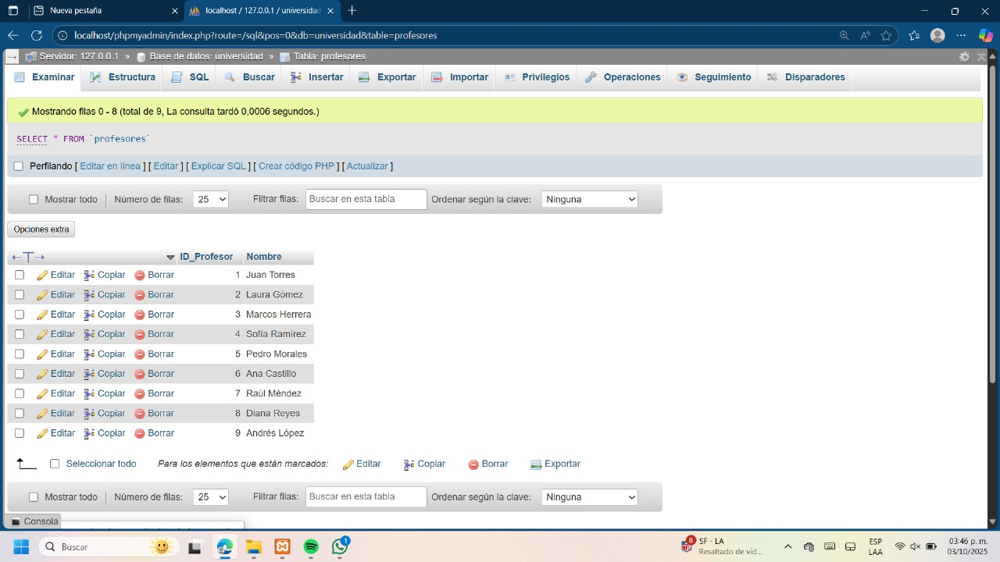 Nueva pestaña
localhost / 127.0.0.1 / universidad
localhost/phpmyadmin/index.php?route=/sql&pos=0&db=universidad&table=profesores
Servidor: 127.0.0.1 » Base de datos: universidad » Tabla: profesores
Examinar Estructura SQL Buscar Insertar Exportar Importar Privilegios Operaciones Seguimiento Disparadores
Mostrando filas 0 - 8 (total de 9, La consulta tardó 0,0006 segundos.)
SELECT * FROM `profesores`
Perfilando [ Editar en línea ] [ Editar ] [ Explicar SQL ] [ Crear código PHP ] [ Actualizar ]
Mostrar todo Número de filas: 25 Filtrar filas: Buscar en esta tabla Ordenar según la clave: Ninguna
Opciones extra
ID_Profesor Nombre
Editar Copiar Borrar 1 Juan Torres
Editar Copiar Borrar 2 Laura Gómez
Editar Copiar Borrar 3 Marcos Herrera
Editar Copiar Borrar 4 Sofía Ramírez
Editar Copiar Borrar 5 Pedro Morales
Editar Copiar Borrar 6 Ana Castillo
Editar Copiar Borrar 7 Raúl Méndez
Editar Copiar Borrar 8 Diana Reyes
Editar Copiar Borrar 9 Andrés López
Seleccionar todo Para los elementos que están marcados: Editar Copiar Borrar Exportar
Mostrar todo Número de filas: 25 Filtrar filas: Buscar en esta tabla Ordenar según la clave: Ninguna
Consola
Buscar
1
8
SF - LA
Resaltado de víd...
ESP
LAA
03:46 p. m.
03/10/2025